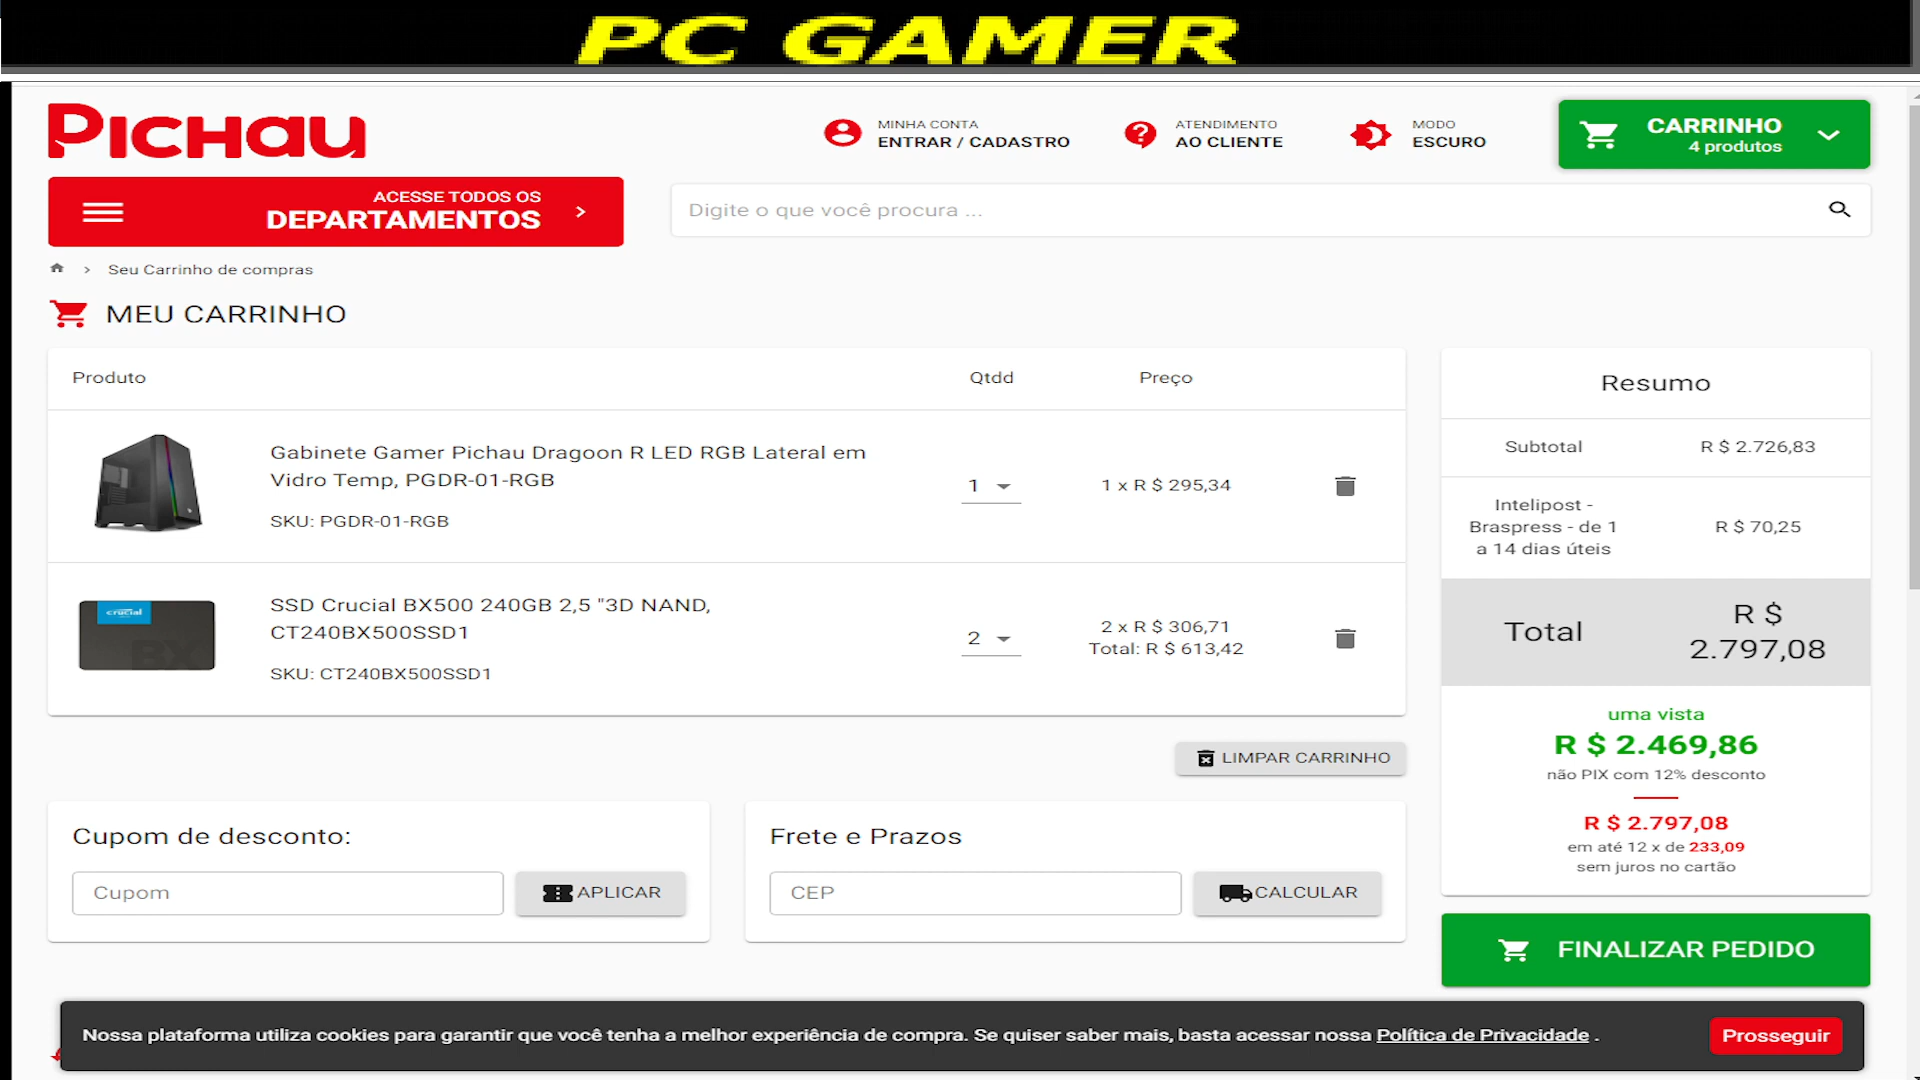 PC GAMER
PICHAU
MINHA CONTA
ENTRAR / CADASTRO
ATENDIMENTO
AO CLIENTE
MODO
ESCURO
CARRINHO
4 produtos
ACESSE TODOS OS
DEPARTAMENTOS
Digite o que você procura ...
Seu Carrinho de compras
MEU CARRINHO
Produto
Qtdd
Preço
Gabinete Gamer Pichau Dragoon R LED RGB Lateral em
Vidro Temp, PGDR-01-RGB
SKU: PGDR-01-RGB
1
1 x R $ 295,34
crucial
BX
SSD Crucial BX500 240GB 2,5 "3D NAND,
CT240BX500SSD1
SKU: CT240BX500SSD1
2
2 x R $ 306,71
Total: R $ 613,42
LIMPAR CARRINHO
Cupom de desconto:
Cupom
APLICAR
Frete e Prazos
CEP
CALCULAR
Resumo
Subtotal
R $ 2.726,83
Intelipost -
Braspress - de 1
a 14 dias úteis
R $ 70,25
Total
R $
2.797,08
uma vista
R $ 2.469,86
não PIX com 12% desconto
R $ 2.797,08
em até 12 x de 233,09
sem juros no cartão
FINALIZAR PEDIDO
Nossa plataforma utiliza cookies para garantir que você tenha a melhor experiência de compra. Se quiser saber mais, basta acessar nossa Política de Privacidade .
Prosseguir